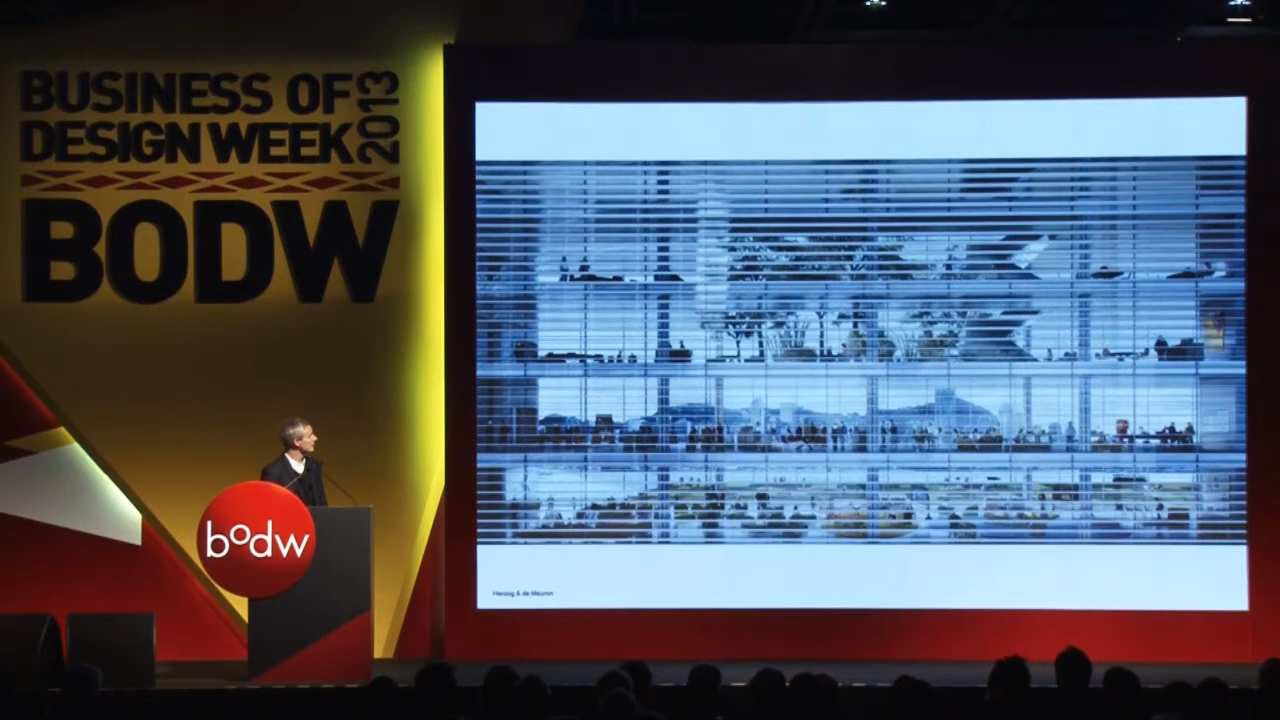 BUSINESS OF
DESIGN WEEK
2013
BODW
bodw
Herzog & de Meuron